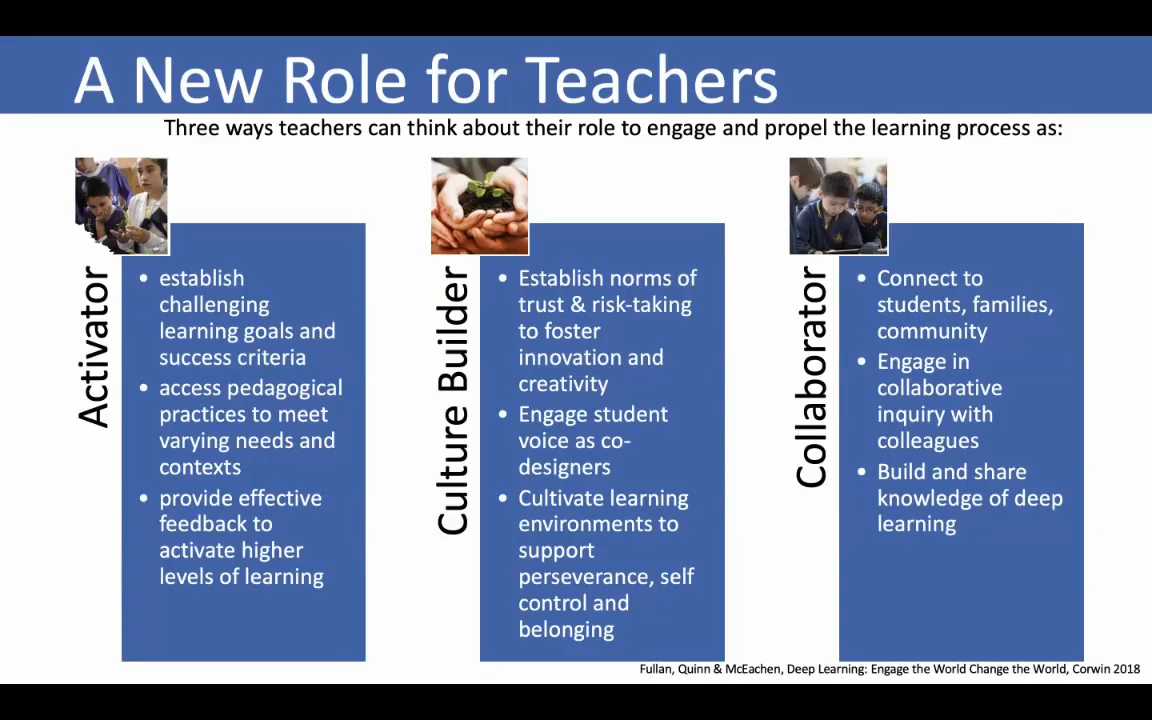 A New Role for Teachers
Three ways teachers can think about their role to engage and propel the learning process as:
Activator
• establish
challenging
learning goals and
success criteria
• access pedagogical
practices to meet
varying needs and
contexts
• provide effective
feedback to
activate higher
levels of learning
Culture Builder
• Establish norms of
trust & risk-taking
to foster
innovation and
creativity
• Engage student
voice as co-
designers
• Cultivate learning
environments to
support
perseverance, self
control and
belonging
Collaborator
• Connect to
students, families,
community
• Engage in
collaborative
inquiry with
colleagues
• Build and share
knowledge of deep
learning
Fullan, Quinn & McEachen, Deep Learning: Engage the World Change the World, Corwin 2018